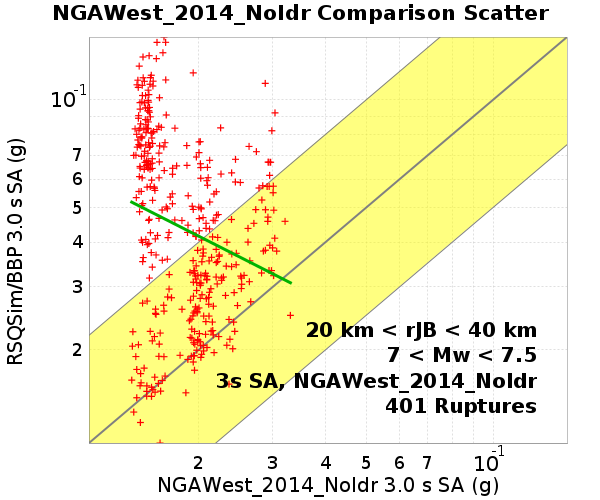 NGAWest_2014_NoIdr Comparison Scatter
RSQSim/BBP 3.0 s SA (g)
10⁻¹
7
6
5
4
3
2
20 km < rJB < 40 km
7 < Mw < 7.5
3s SA, NGAWest_2014_NoIdr
401 Ruptures
2 3 4 5 6 7 10⁻¹
NGAWest_2014_NoIdr 3.0 s SA (g)